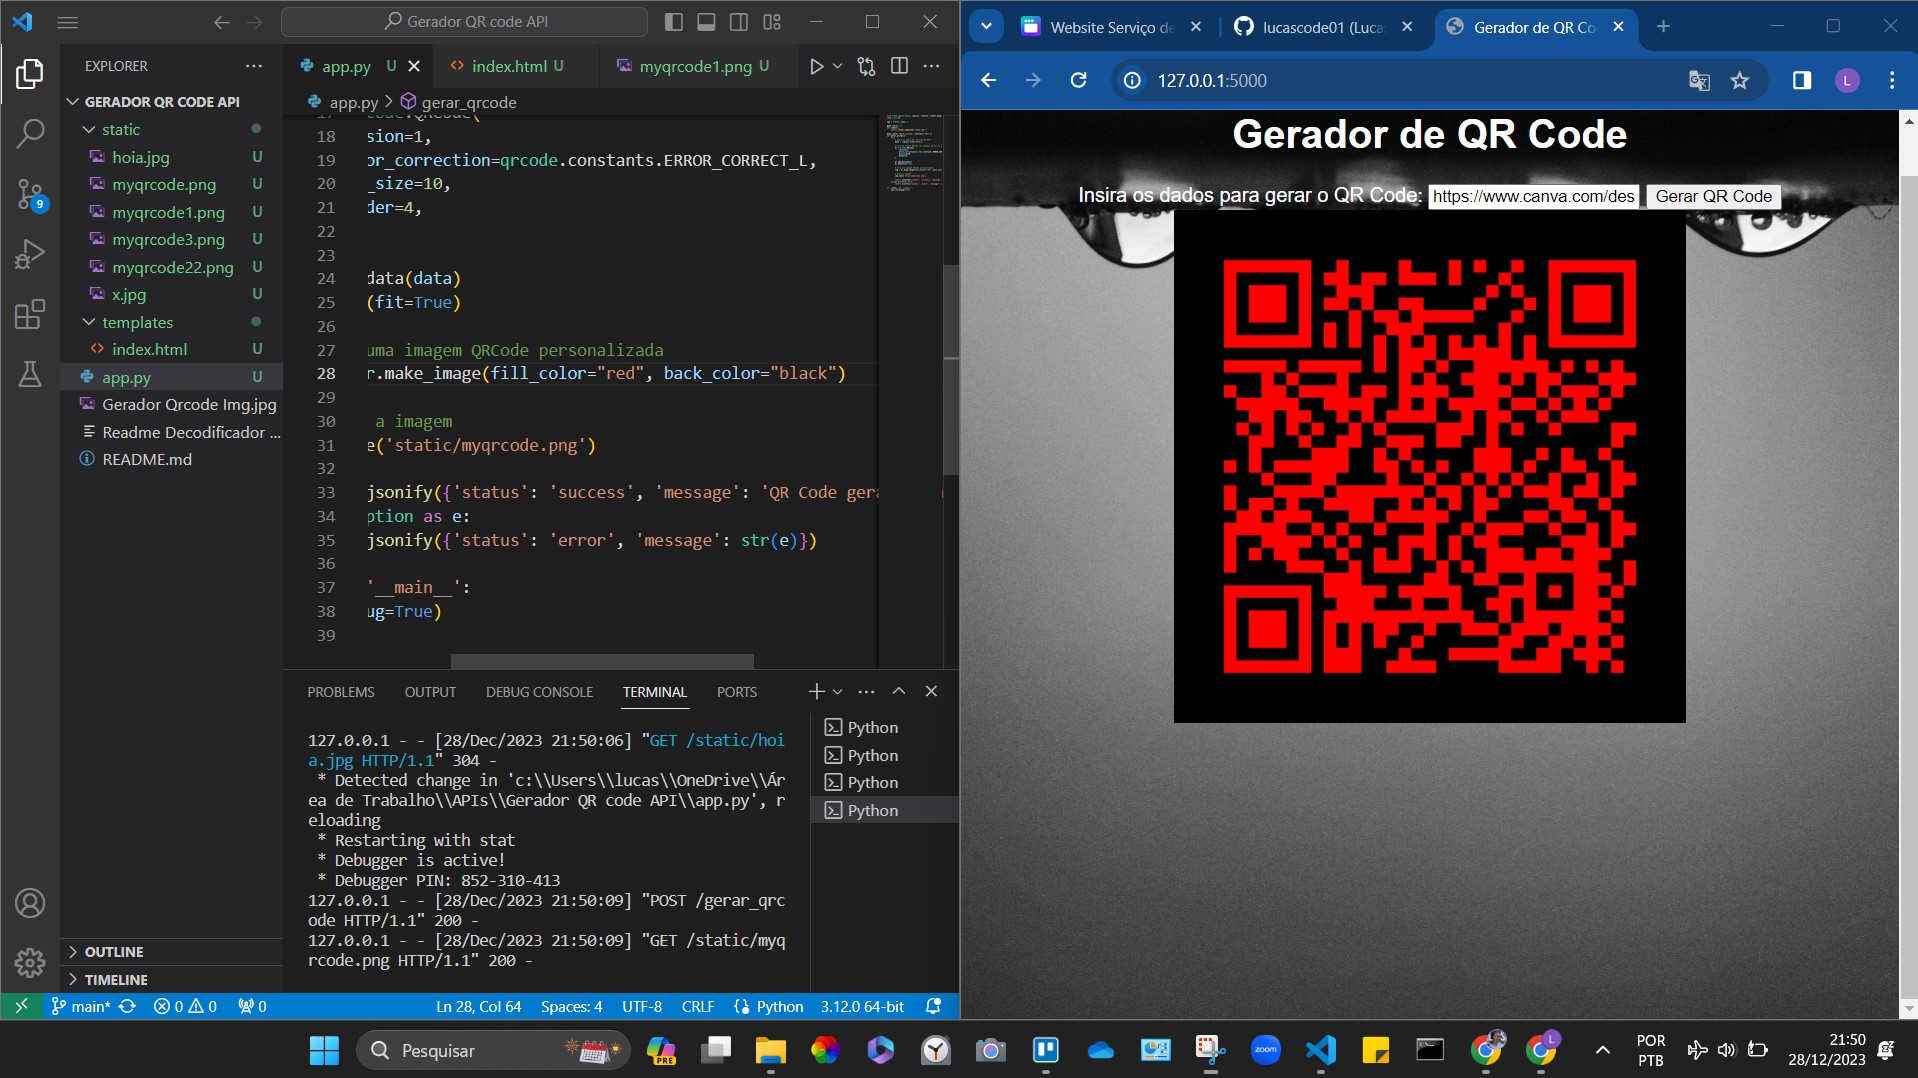 Gerador QR code API
EXPLORER
GERADOR QR CODE API
static
hoia.jpg U
myqrcode.png U
myqrcode1.png U
myqrcode3.png U
myqrcode22.png U
x.jpg U
templates
index.html U
app.py U
Gerador Qrcode Img.jpg
Readme Decodificador ...
README.md
OUTLINE
TIMELINE
9
app.py U
index.html U
myqrcode1.png U
app.py > gerar_qrcode
18 sion=1,
19 or_correction=qrcode.constants.ERROR_CORRECT_L,
20 _size=10,
21 der=4,
22
23
24 data(data)
25 (fit=True)
26
27 uma imagem QRCode personalizada
28 r.make_image(fill_color="red", back_color="black")
29
30 a imagem
31 e('static/myqrcode.png')
32
33 jsonify({'status': 'success', 'message': 'QR Code gera
34 ption as e:
35 jsonify({'status': 'error', 'message': str(e)})
36
37 '__main__':
38 ug=True)
39
PROBLEMS OUTPUT DEBUG CONSOLE TERMINAL PORTS
127.0.0.1 - - [28/Dec/2023 21:50:06] "GET /static/hoi
a.jpg HTTP/1.1" 304 -
* Detected change in 'c:\\Users\\lucas\\OneDrive\\Ár
ea de Trabalho\\APIs\\Gerador QR code API\\app.py', r
eloading
* Restarting with stat
* Debugger is active!
* Debugger PIN: 852-310-413
127.0.0.1 - - [28/Dec/2023 21:50:09] "POST /gerar_qrc
ode HTTP/1.1" 200 -
127.0.0.1 - - [28/Dec/2023 21:50:09] "GET /static/myq
rcode.png HTTP/1.1" 200 -
Python
Python
Python
Python
main* 0 0 0 Ln 28, Col 64 Spaces: 4 UTF-8 CRLF Python 3.12.0 64-bit
Website Serviço de
lucascode01 (Luca
Gerador de QR Co
127.0.0.1:5000
L
Gerador de QR Code
Insira os dados para gerar o QR Code: https://www.canva.com/des Gerar QR Code
Pesquisar
PRE
zoom
L
POR
PTB
21:50
28/12/2023